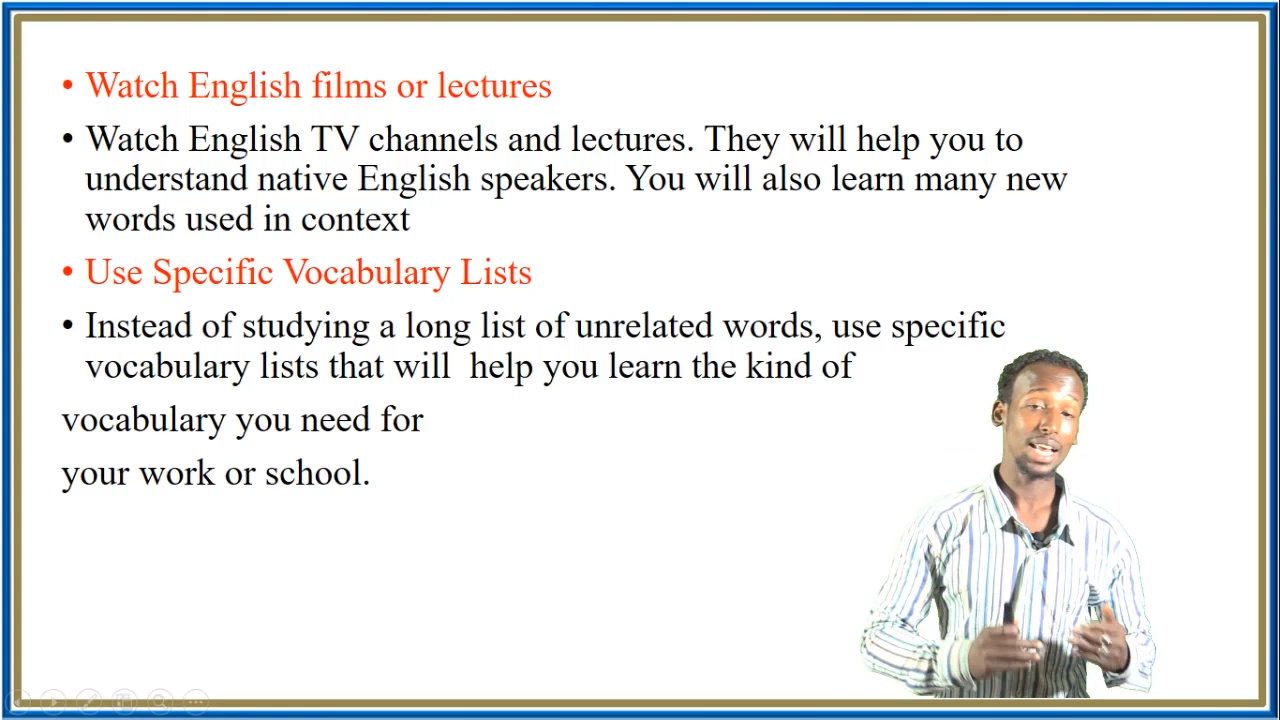 • Watch English films or lectures
• Watch English TV channels and lectures. They will help you to
understand native English speakers. You will also learn many new
words used in context
• Use Specific Vocabulary Lists
• Instead of studying a long list of unrelated words, use specific
vocabulary lists that will  help you learn the kind of
vocabulary you need for
your work or school.